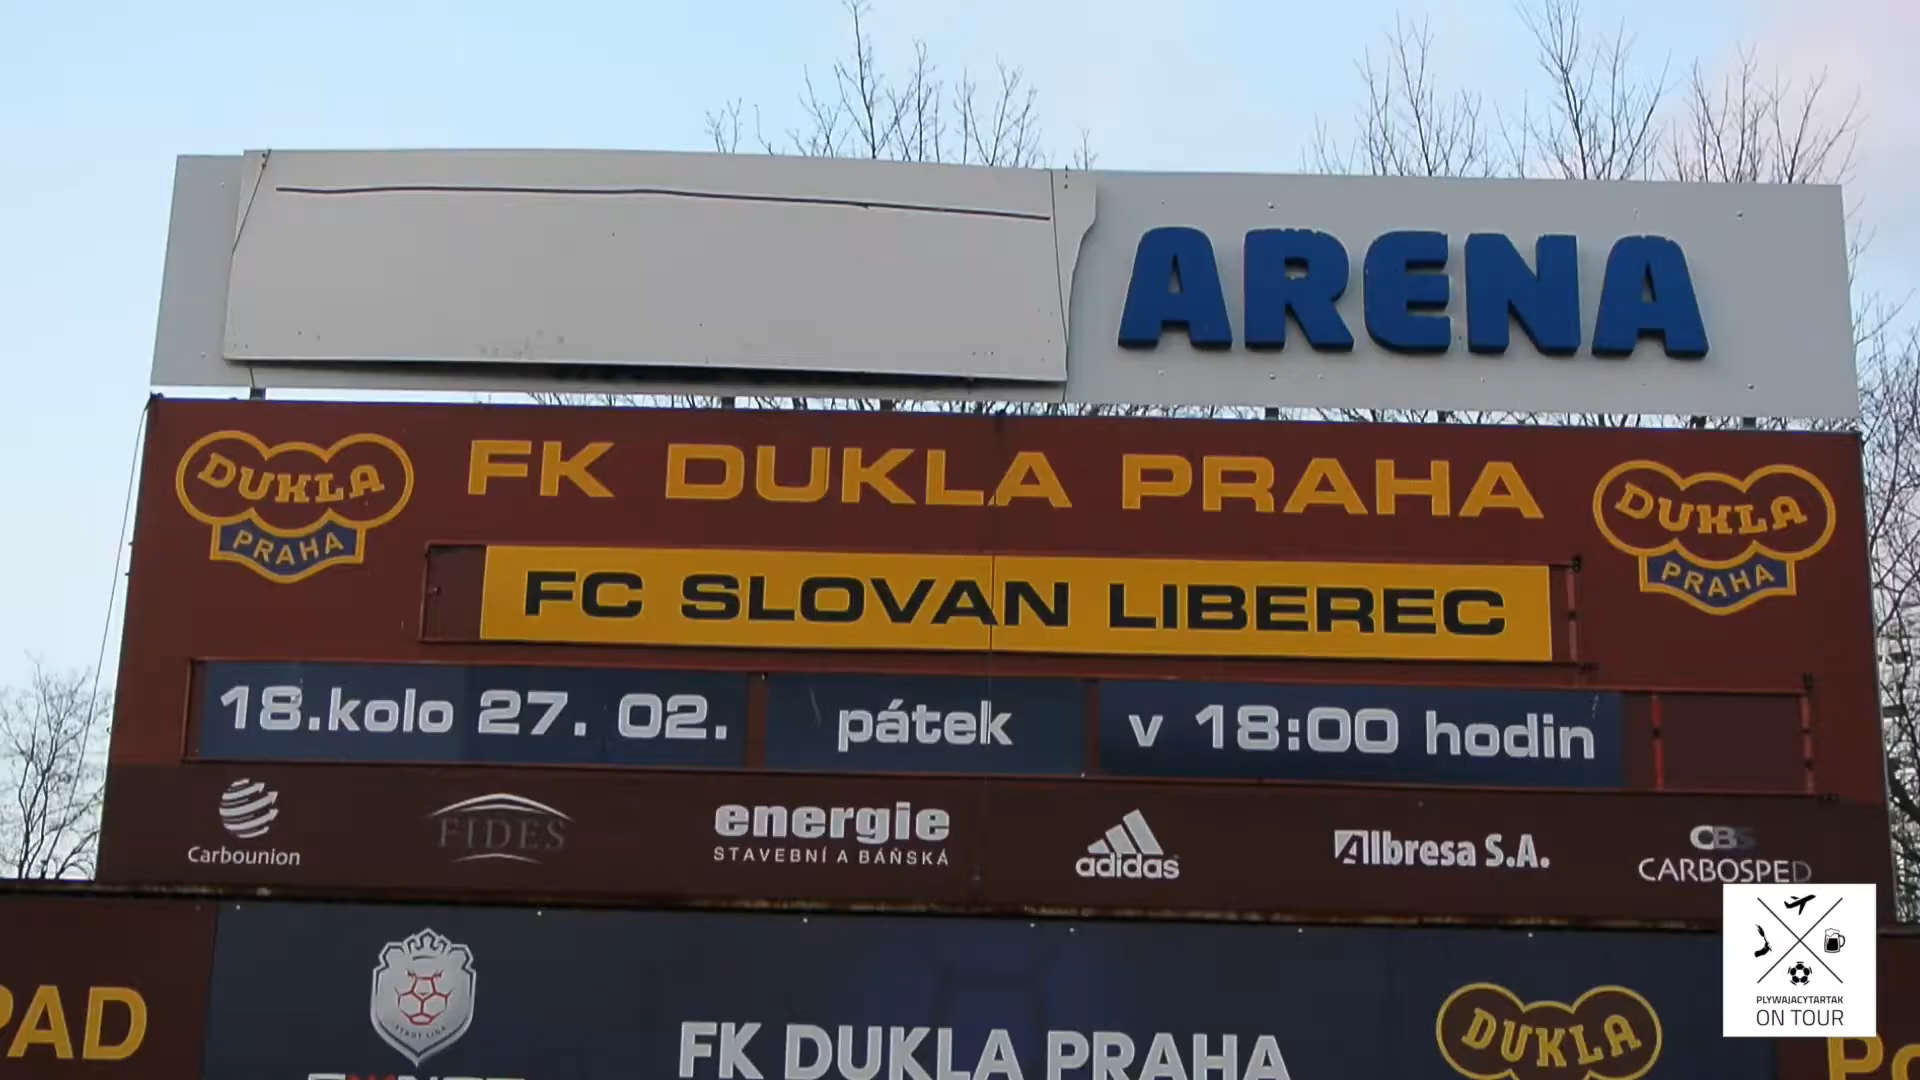 ARENA
DUKLA PRAHA
FK DUKLA PRAHA
DUKLA PRAHA
FC SLOVAN LIBEREC
18.kolo 27. 02. pátek v 18:00 hodin
Carbounion
FIDES
energie
STAVEBNÍ A BÁŇSKÁ
adidas
Albresa S.A.
CBS
CARBOSPED
PAD
FK DUKLA PRAHA
DUKLA
PLYWAJACYTARTAK
ON TOUR